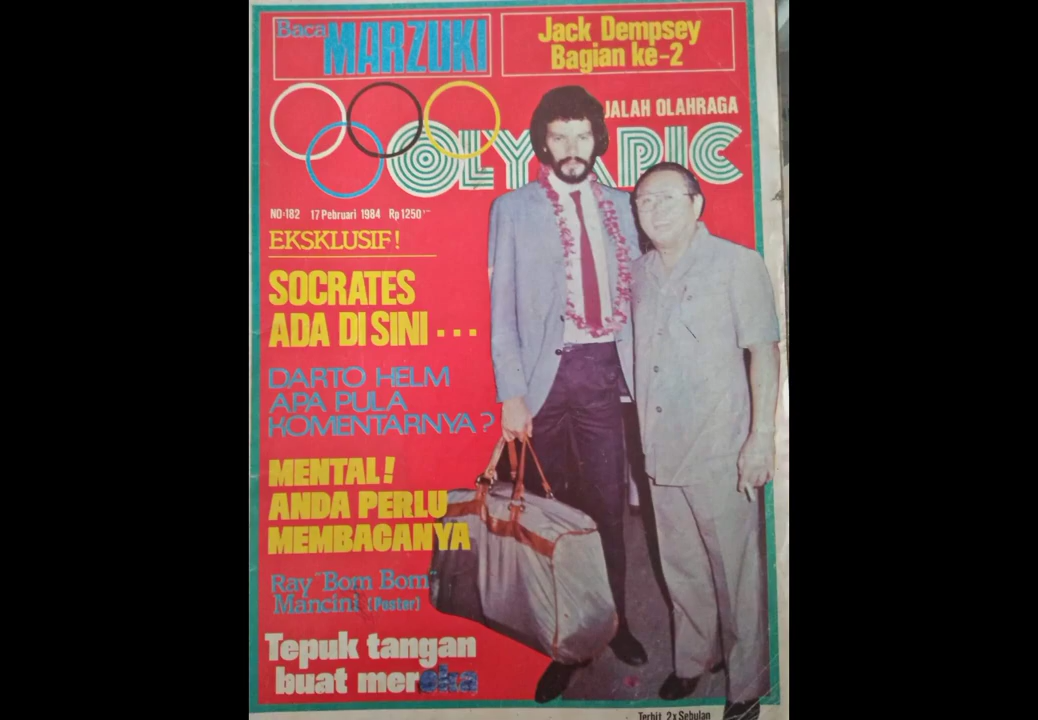 Baca MARZUKI
Jack Dempsey
Bagian ke-2
JALAH OLAHRAGA
OLYMPIC
NO•182 17 Pebruari 1984 Rp 1250
EKSKLUSIF!
SOCRATES
ADA DI SINI . . .
DARTO HELM
APA PULA
KOMENTARNYA?
MENTAL!
ANDA PERLU
MEMBACANYA
Ray "Bom Bom"
Mancini (Poster)
Tepuk tangan
buat mereka
Terbit 2x Sebulan